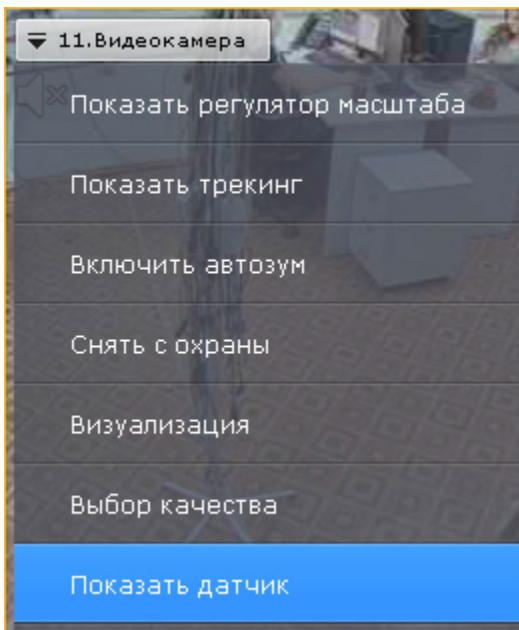 11.Видеокамера
Показать регулятор масштаба
Показать трекинг
Включить автозум
Снять с охраны
Визуализация
Выбор качества
Показать датчик